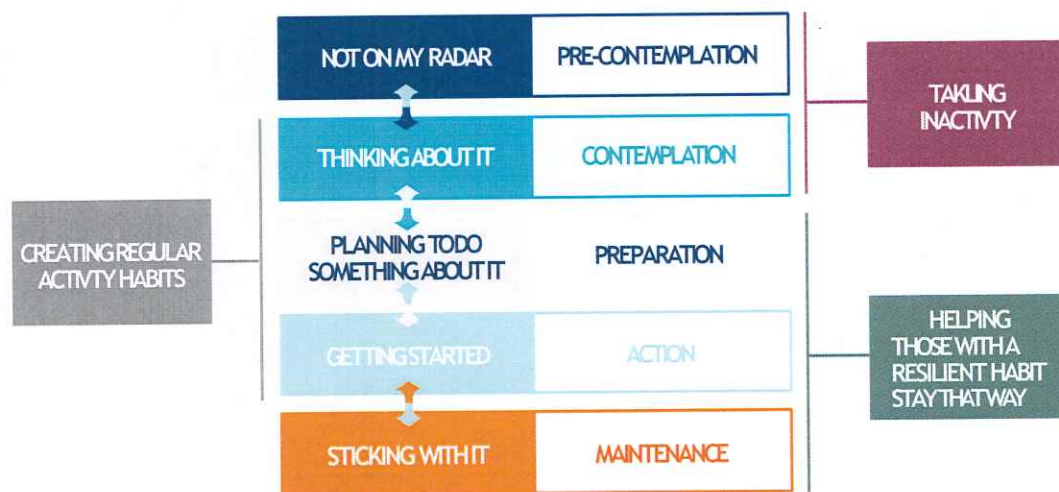 NOT ON MY RADAR
PRE-CONTEMPLATION
TAKLING
INACTIVTY
THINKING ABOUT IT
CONTEMPLATION
CREATING REGULAR
ACTIVTY HABITS
PLANNING TO DO
SOMETHING ABOUT IT
PREPARATION
GETTING STARTED
ACTION
HELPING
THOSE WITH A
RESILIENT HABIT
STAY THAT WAY
STICKING WITH IT
MAINTENANCE